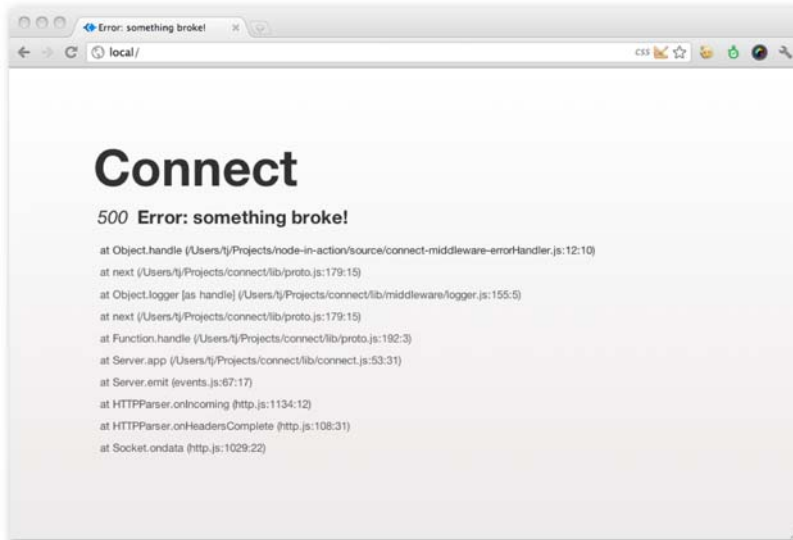 Error: something broke!
local/
CSS
Connect
500 Error: something broke!
at Object.handle (/Users/tj/Projects/node-in-action/source/connect-middleware-errorHandler.js:12:10)
at next (/Users/tj/Projects/connect/lib/proto.js:179:15)
at Object.logger [as handle] (/Users/tj/Projects/connect/lib/middleware/logger.js:155:5)
at next (/Users/tj/Projects/connect/lib/proto.js:179:15)
at Function.handle (/Users/tj/Projects/connect/lib/proto.js:192:3)
at Server.app (/Users/tj/Projects/connect/lib/connect.js:53:31)
at Server.emit (events.js:67:17)
at HTTPParser.onIncoming (http.js:1134:12)
at HTTPParser.onHeadersComplete (http.js:108:31)
at Socket.ondata (http.js:1029:22)